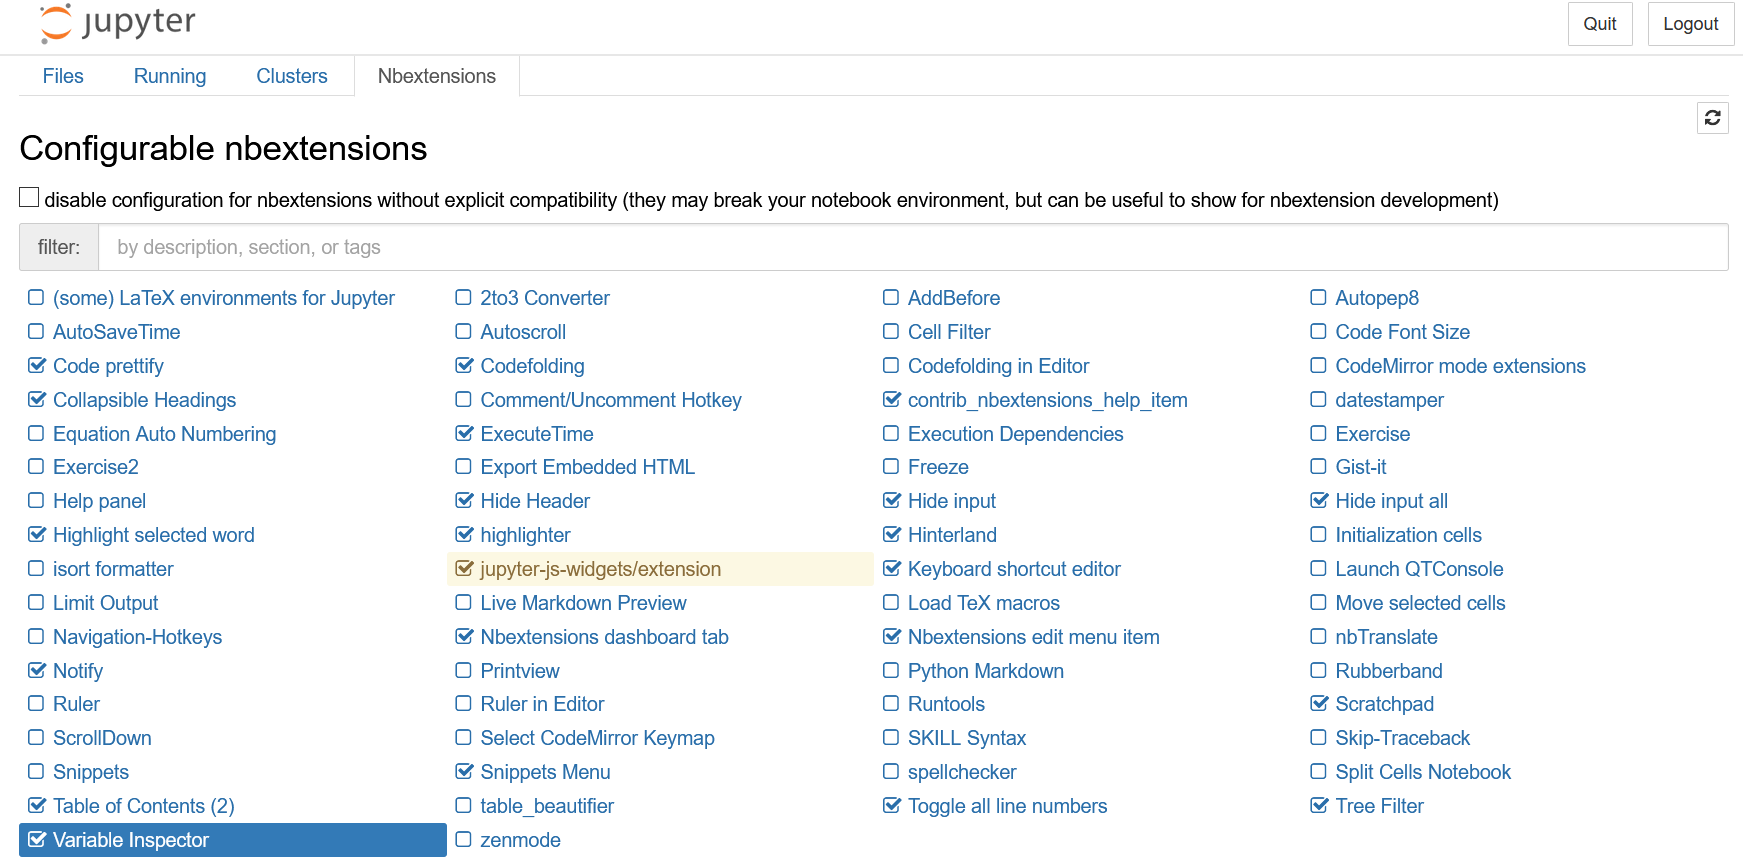 jupyter Quit Logout
Files Running Clusters Nbextensions
Configurable nbextensions
disable configuration for nbextensions without explicit compatibility (they may break your notebook environment, but can be useful to show for nbextension development)
filter: by description, section, or tags
(some) LaTeX environments for Jupyter 2to3 Converter AddBefore Autopep8
AutoSaveTime Autoscroll Cell Filter Code Font Size
Code prettify Codefolding Codefolding in Editor CodeMirror mode extensions
Collapsible Headings Comment/Uncomment Hotkey contrib_nbextensions_help_item datestamper
Equation Auto Numbering ExecuteTime Execution Dependencies Exercise
Exercise2 Export Embedded HTML Freeze Gist-it
Help panel Hide Header Hide input Hide input all
Highlight selected word highlighter Hinterland Initialization cells
isort formatter jupyter-js-widgets/extension Keyboard shortcut editor Launch QTConsole
Limit Output Live Markdown Preview Load TeX macros Move selected cells
Navigation-Hotkeys Nbextensions dashboard tab Nbextensions edit menu item nbTranslate
Notify Printview Python Markdown Rubberband
Ruler Ruler in Editor Runtools Scratchpad
ScrollDown Select CodeMirror Keymap SKILL Syntax Skip-Traceback
Snippets Snippets Menu spellchecker Split Cells Notebook
Table of Contents (2) table_beautifier Toggle all line numbers Tree Filter
Variable Inspector zenmode